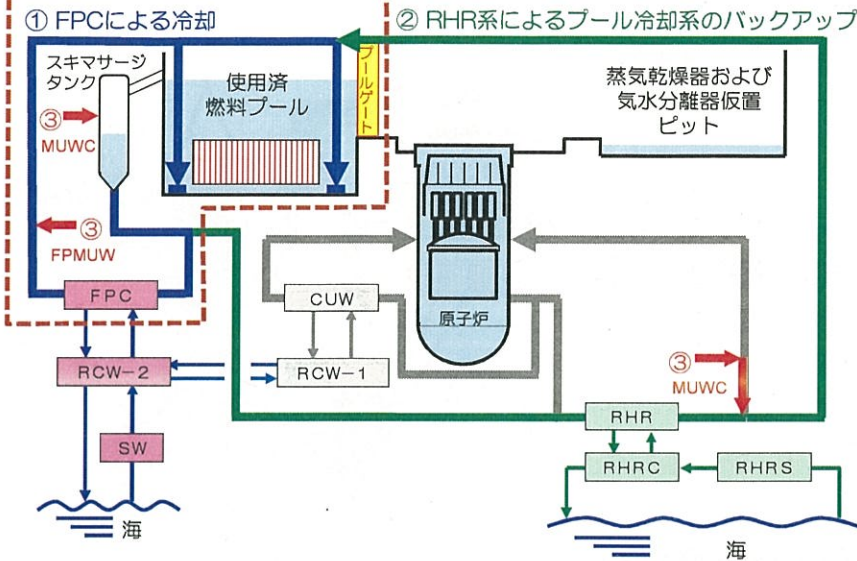 ① FPCによる冷却
② RHR系によるプール冷却系のバックアップ
スキマサージ
タンク
使用済
燃料プール
プールゲート
蒸気乾燥器および
気水分離器仮置
ピット
③
MUWC
③
FPMUW
FPC
CUW
原子炉
RCW-2
RCW-1
③
MUWC
RHR
SW
RHRC
RHRS
海
海